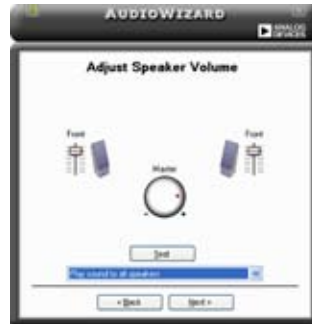 AUDIOWIZARD
ANALOG
DEVICES
Adjust Speaker Volume
Front
Front
Master
- +
Test
Play sound to all speakers
< Back
Next >